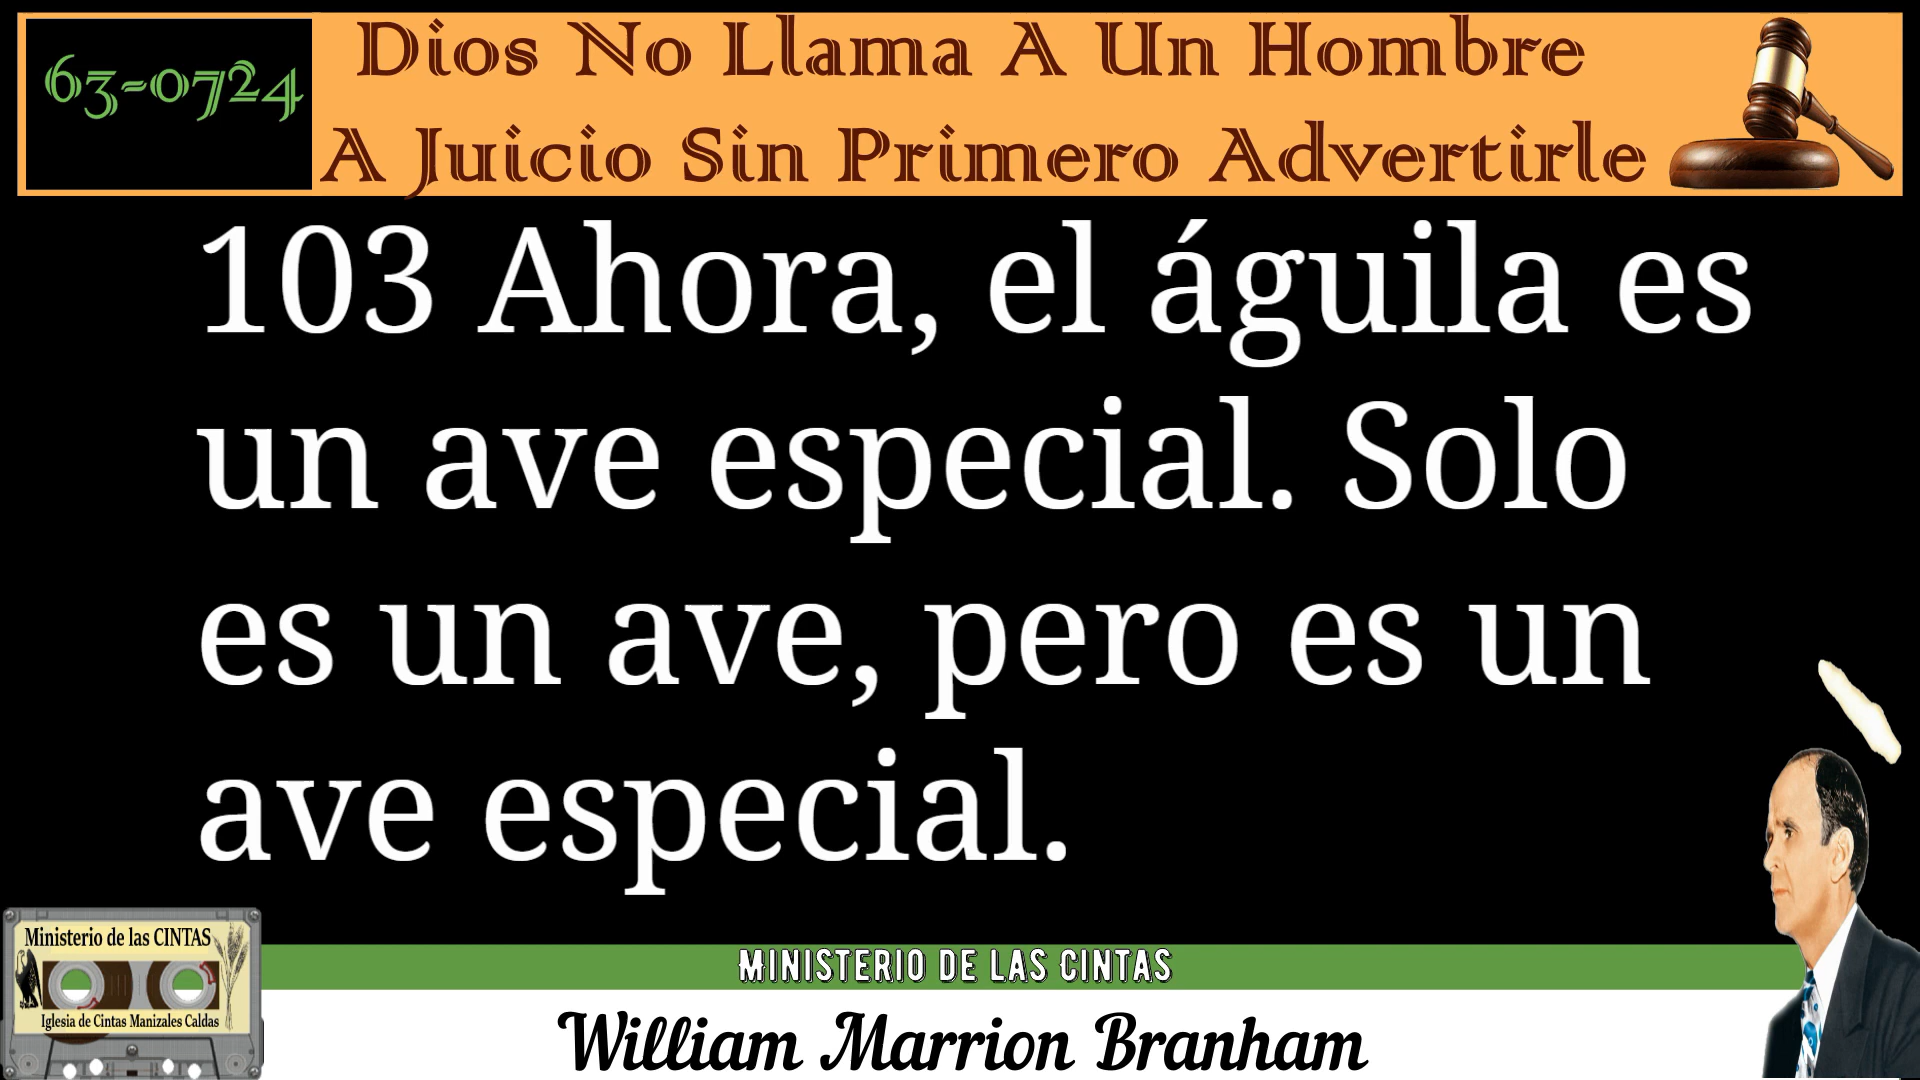 63-0724
Dios No Llama A Un Hombre
A Juicio Sin Primero Advertirle
103 Ahora, el águila es
un ave especial. Solo
es un ave, pero es un
ave especial.
Ministerio de las CINTAS
Iglesia de Cintas Manizales Caldas
MINISTERIO DE LAS CINTAS
William Marrion Branham